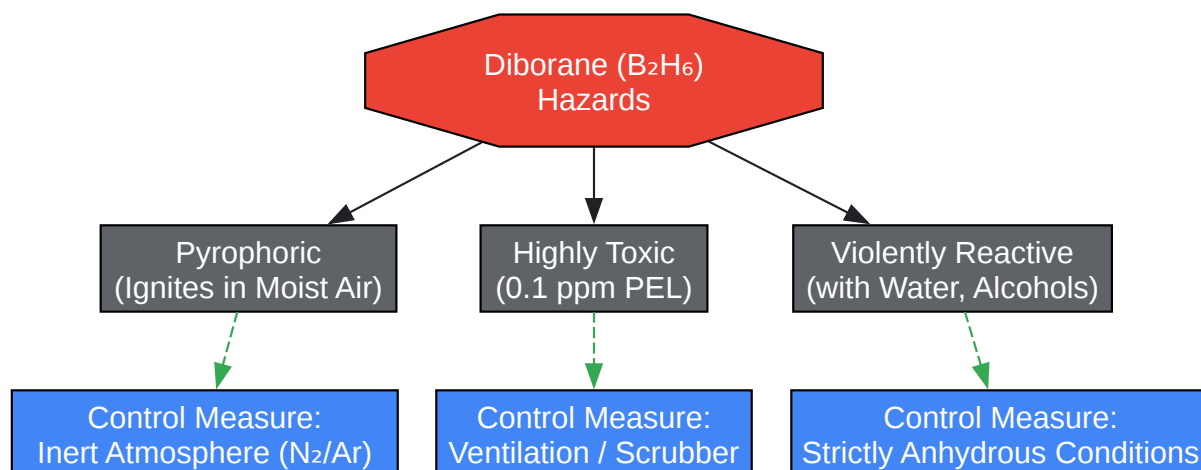 Diborane (B₂H₆)
Hazards
Pyrophoric
(Ignites in Moist Air)
Highly Toxic
(0.1 ppm PEL)
Violently Reactive
(with Water, Alcohols)
Control Measure:
Inert Atmosphere (N₂/Ar)
Control Measure:
Ventilation / Scrubber
Control Measure:
Strictly Anhydrous Conditions